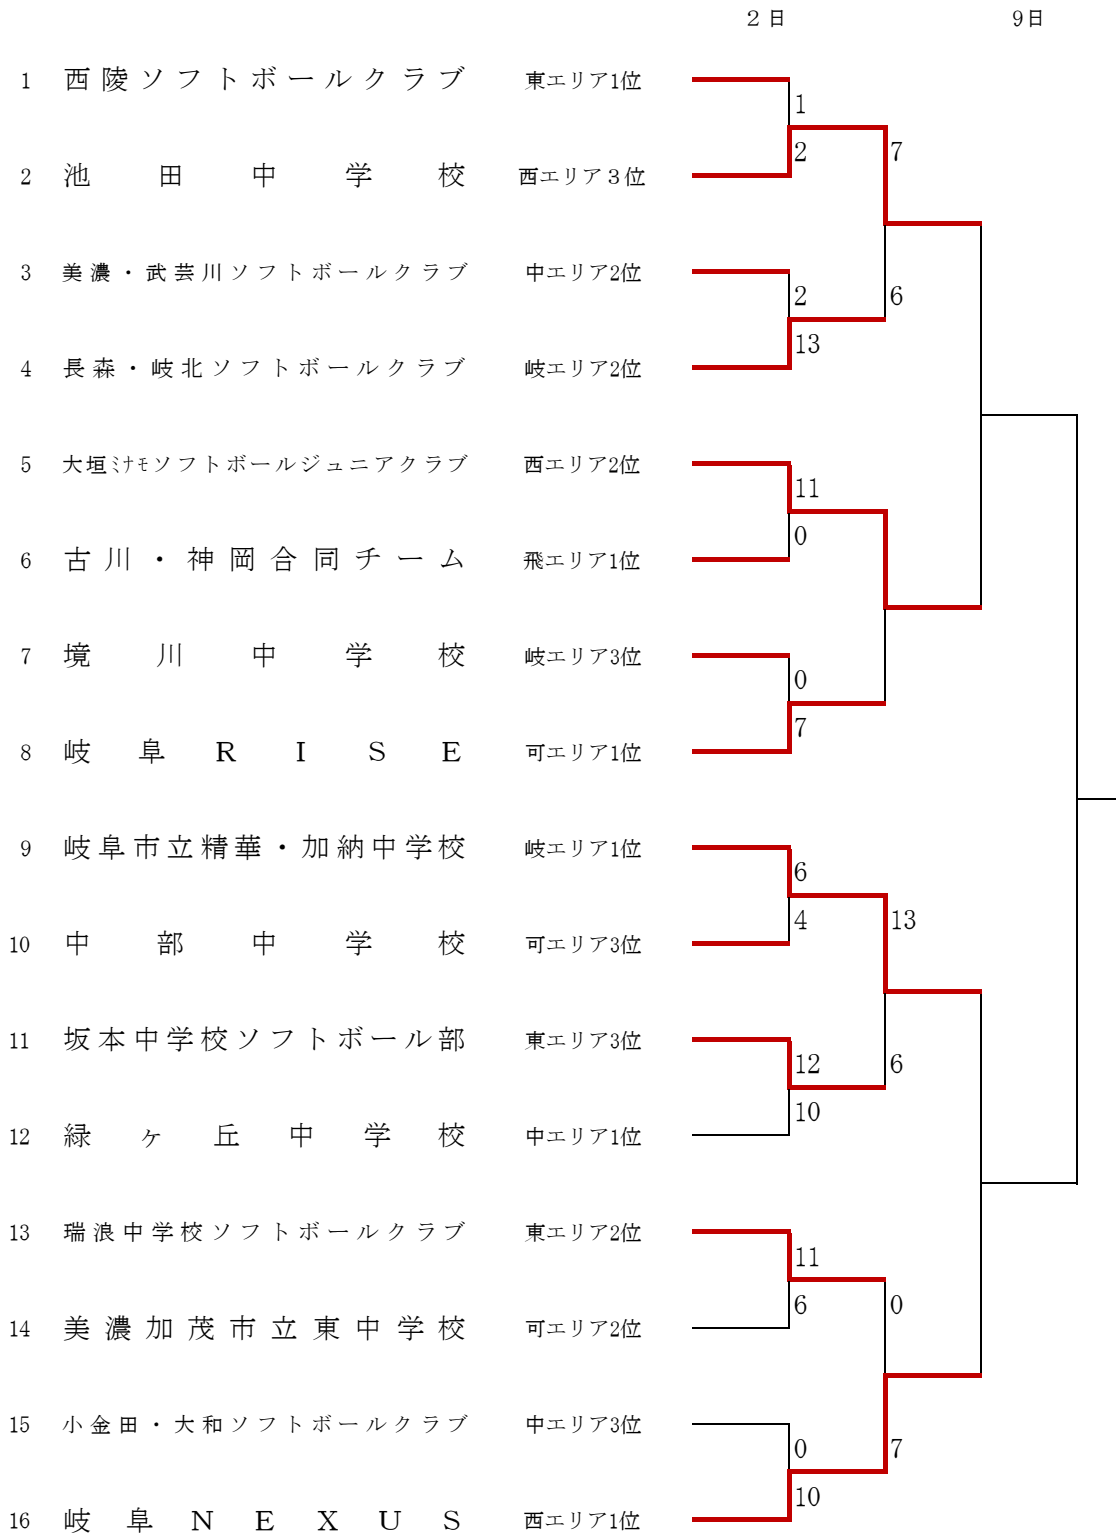 ２日 9日
1 西陵ソフトボールクラブ 東エリア1位
1
7
2
2 池田中学校 西エリア３位
3 美濃・武芸川ソフトボールクラブ 中エリア2位
2 6
13
4 長森・岐北ソフトボールクラブ 岐エリア2位
5 大垣ﾐﾅﾓソフトボールジュニアクラブ 西エリア2位
11
0
6 古川・神岡合同チーム 飛エリア1位
7 境川中学校 岐エリア3位
0
7
8 岐阜ＲＩＳＥ 可エリア1位
9 岐阜市立精華・加納中学校 岐エリア1位
6
4 13
10 中部中学校 可エリア3位
11 坂本中学校ソフトボール部 東エリア3位
12 6
10
12 緑ヶ丘中学校 中エリア1位
13 瑞浪中学校ソフトボールクラブ 東エリア2位
11
6 0
14 美濃加茂市立東中学校 可エリア2位
15 小金田・大和ソフトボールクラブ 中エリア3位
0 7
10
16 岐阜ＮＥＸＵＳ 西エリア1位